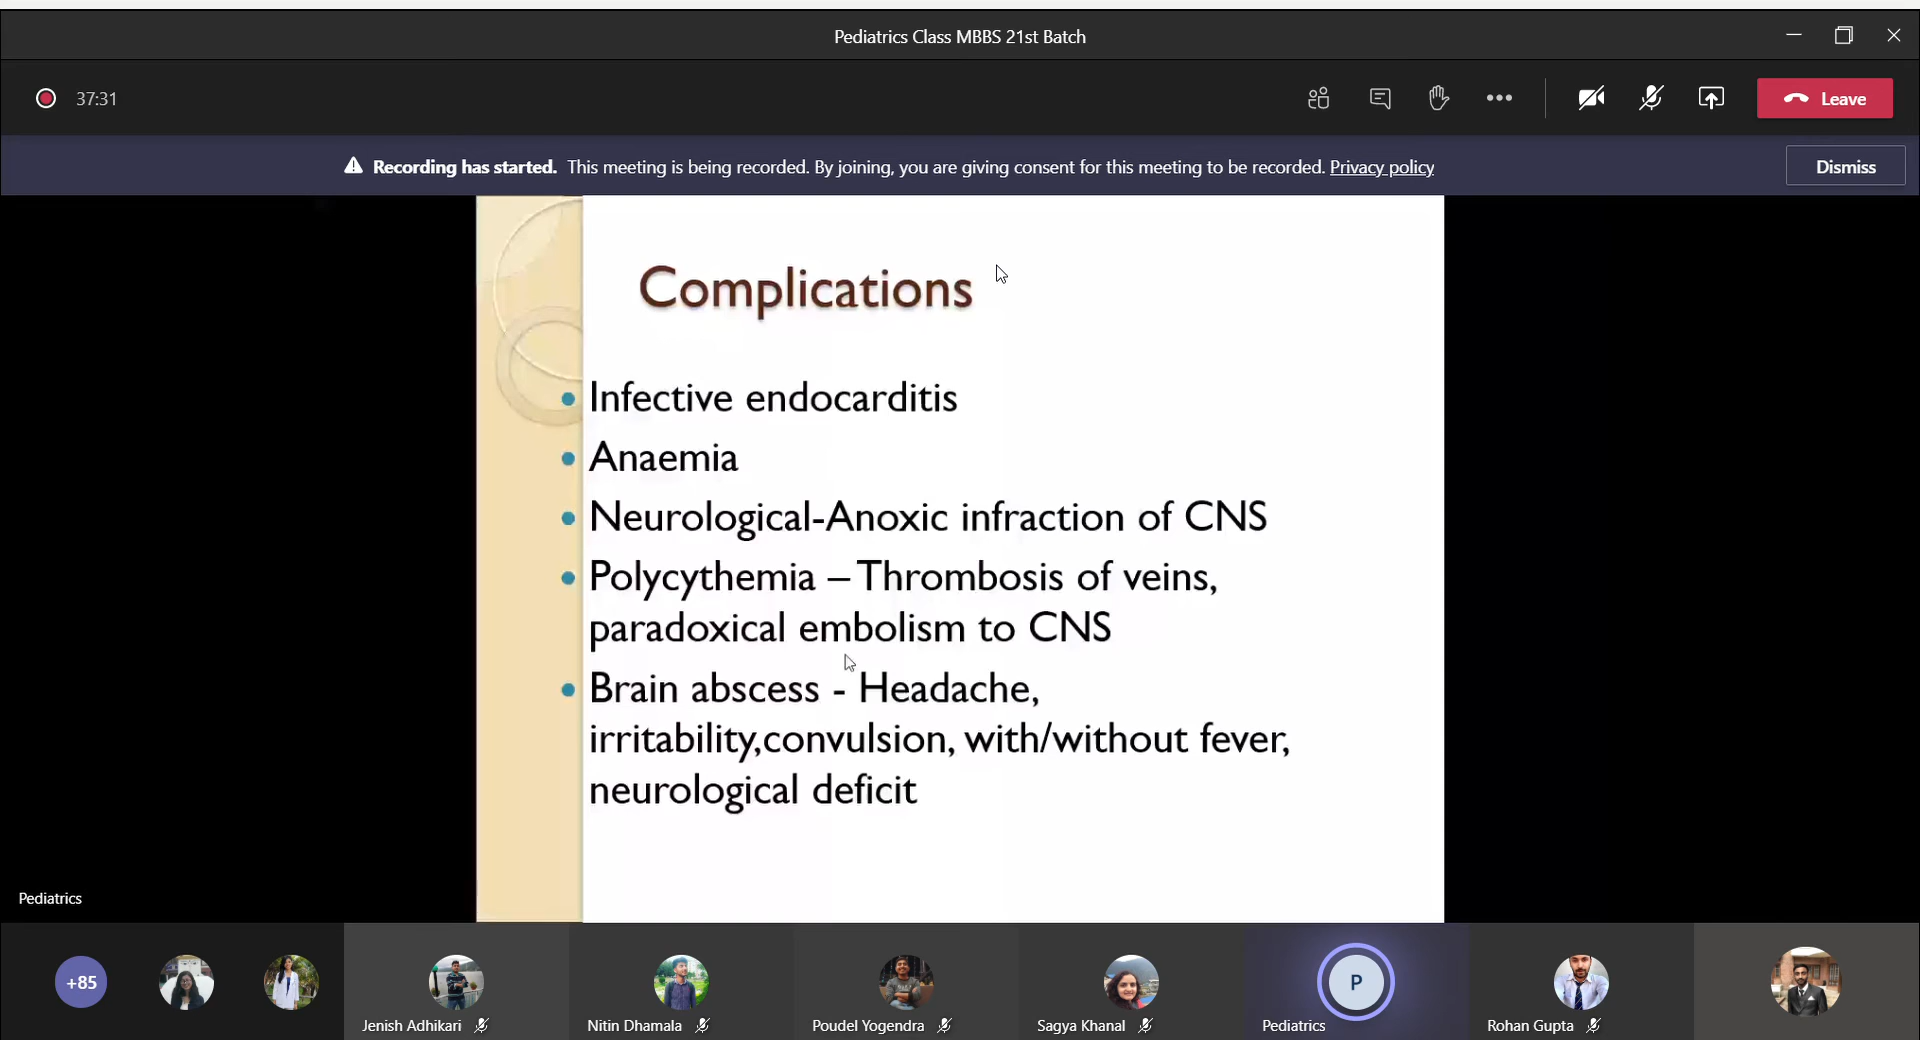 Pediatrics Class MBBS 21st Batch
37:31
Leave
Recording has started. This meeting is being recorded. By joining, you are giving consent for this meeting to be recorded. Privacy policy
Dismiss
Complications
Infective endocarditis
Anaemia
Neurological-Anoxic infraction of CNS
Polycythemia – Thrombosis of veins,
paradoxical embolism to CNS
Brain abscess - Headache,
irritability,convulsion, with/without fever,
neurological deficit
Pediatrics
+85
P
Jenish Adhikari
Nitin Dhamala
Poudel Yogendra
Sagya Khanal
Pediatrics
Rohan Gupta